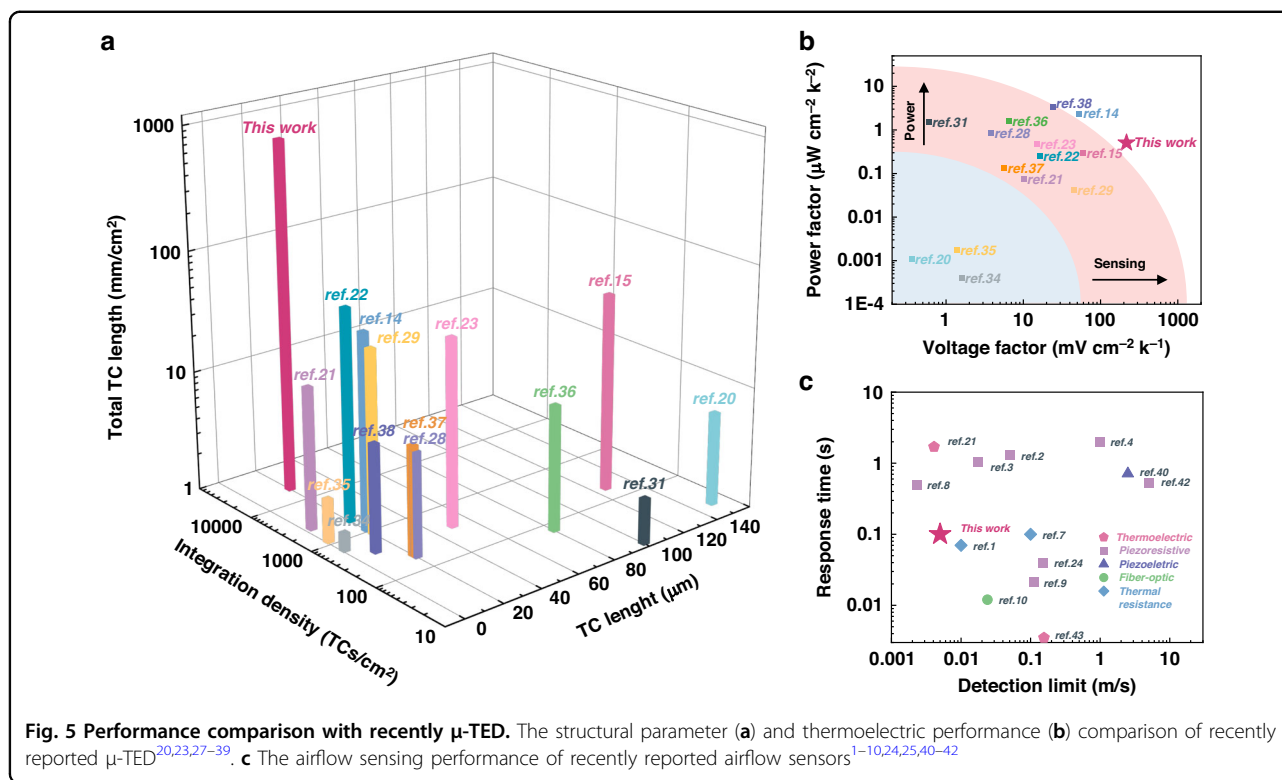 a
1000
100
10
1
Total TC length (mm/cm²)
This work
ref.22
ref.14
ref.29
ref.23
ref.15
ref.21
ref.36
ref.20
ref.38
ref.37
ref.28
ref.35
ref.34
ref.31
10000
1000
100
10
Integration density (TCs/cm²)
0
20
40
60
80
100
120
140
TC lenght (μm)
b
Power factor (μW cm⁻² k⁻²)
10
1
0.1
0.01
0.001
1E-4
Power
ref.38
ref.14
ref.36
ref.31
ref.28
ref.23
This work
ref.22
ref.15
ref.37
ref.21
ref.29
ref.35
ref.20
ref.34
Sensing
1
10
100
1000
Voltage factor (mV cm⁻² k⁻¹)
c
Response time (s)
10
1
0.1
0.01
ref.21
ref.4
ref.2
ref.3
ref.40
ref.8
ref.42
This work
ref.7
ref.1
ref.24
ref.9
ref.10
ref.43
Thermoelectric
Piezoresistive
Piezoeletric
Fiber-optic
Thermal
resistance
0.001
0.01
0.1
1
10
Detection limit (m/s)
Fig. 5 Performance comparison with recently μ-TED. The structural parameter (a) and thermoelectric performance (b) comparison of recently
reported μ-TED20,23,27–39. c The airflow sensing performance of recently reported airflow sensors1–10,24,25,40–42